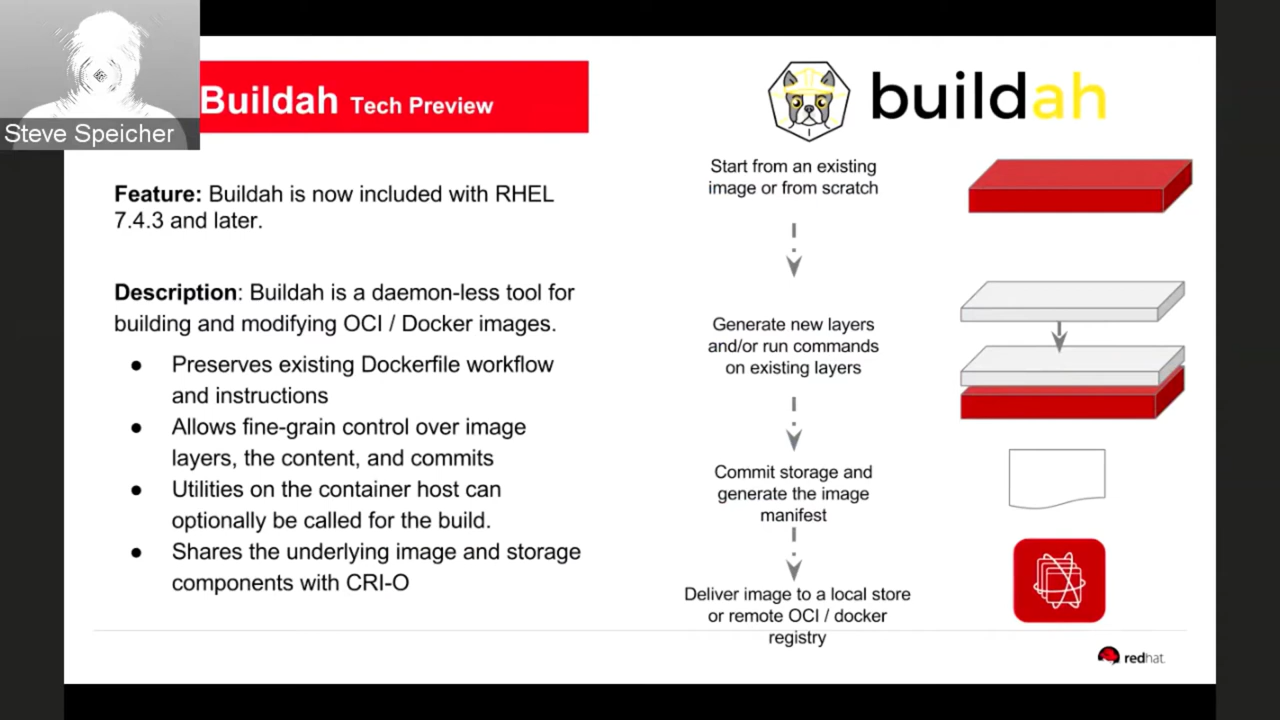 Steve Speicher
Buildah Tech Preview
Feature: Buildah is now included with RHEL
7.4.3 and later.
Description: Buildah is a daemon-less tool for
building and modifying OCI / Docker images.
● Preserves existing Dockerfile workflow
and instructions
● Allows fine-grain control over image
layers, the content, and commits
● Utilities on the container host can
optionally be called for the build.
● Shares the underlying image and storage
components with CRI-O
buildah
Start from an existing
image or from scratch
Generate new layers
and/or run commands
on existing layers
Commit storage and
generate the image
manifest
Deliver image to a local store
or remote OCI / docker
registry
redhat.